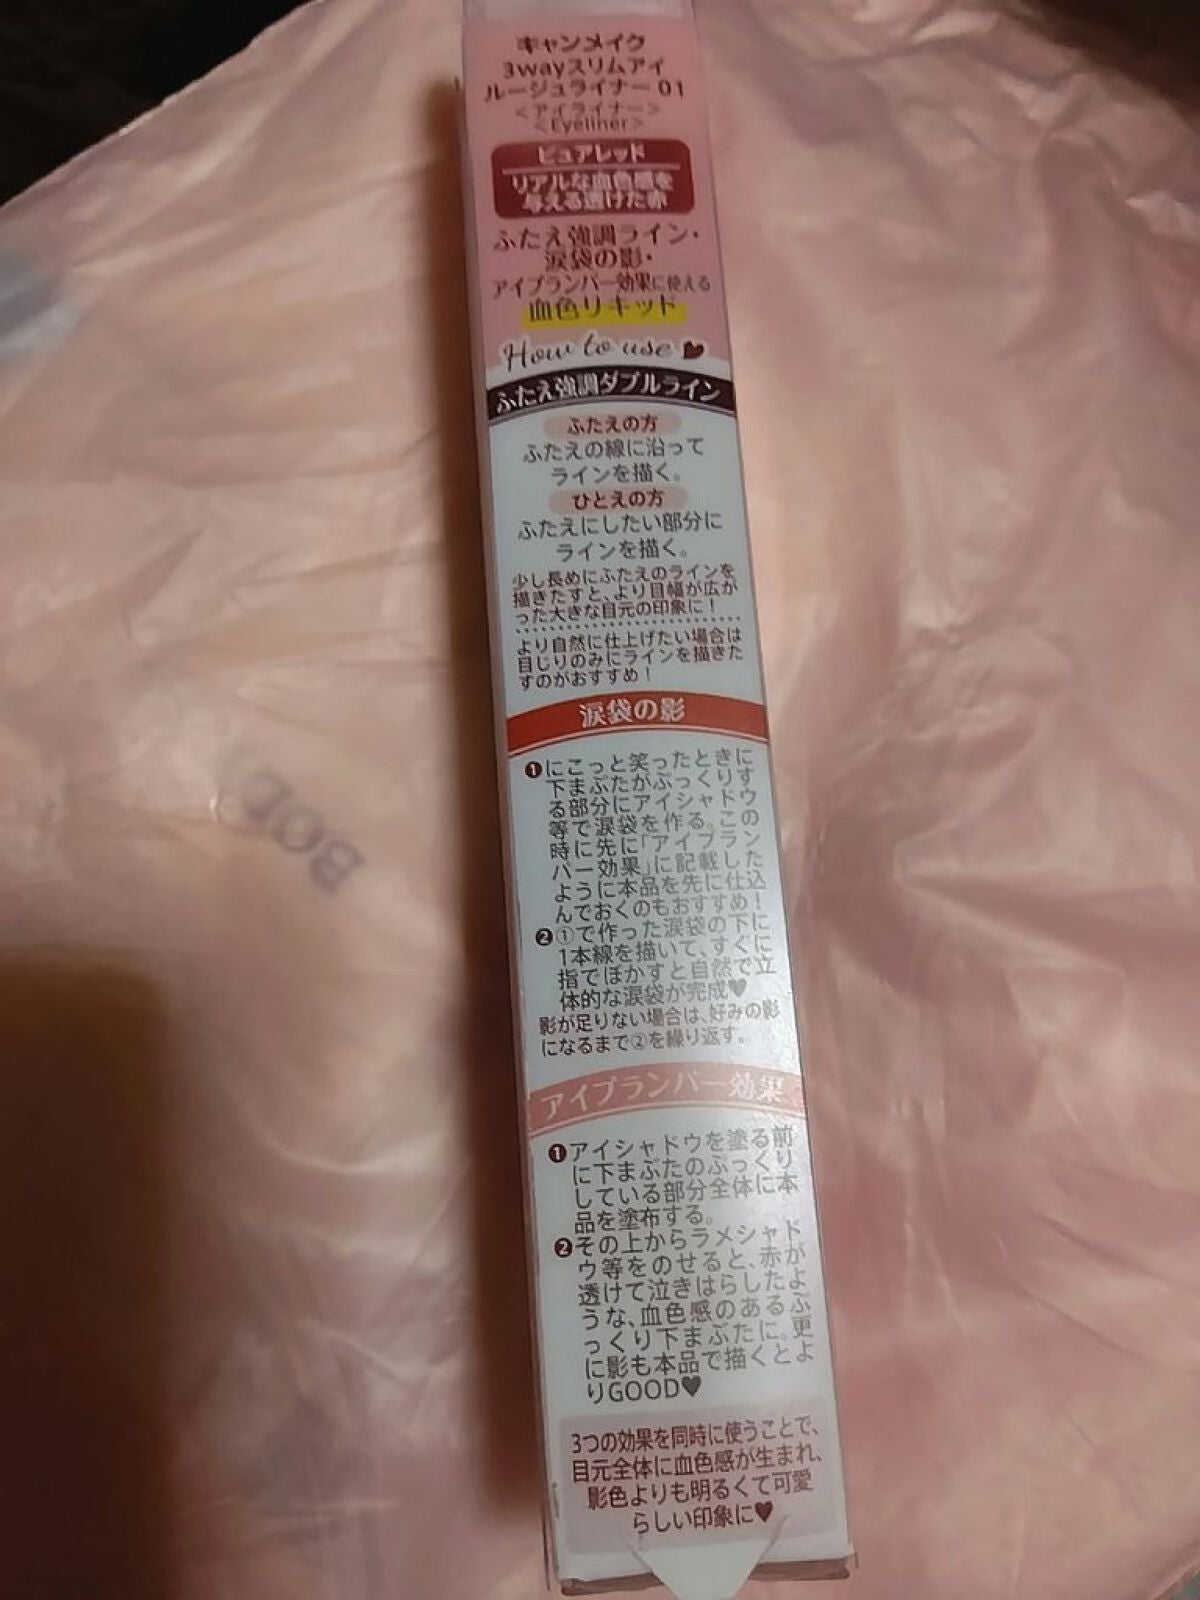 キャンメイク
3wayスリムアイ
ルージュライナー 01
＜アイライナー＞
＜Eyeliner＞
ピュアレッド
リアルな血色感を
与える透けた赤
ふたえ強調ライン・
涙袋の影・
アイプランパー効果に使える
血色リキッド
How to use ♥
ふたえ強調ダブルライン
ふたえの方
ふたえの線に沿って
ラインを描く。
ひとえの方
ふたえにしたい部分に
ラインを描く。
少し長めにふたえのラインを
描きたすと、より目幅が広が
った大きな目元の印象に!
より自然に仕上げたい場合は
目じりのみにラインを描きた
すのがおすすめ!
涙袋の影
❶にこっと笑ったときに
下まぶたがぷっくりす
る部分にアイシャドウ
等で涙袋を作る。この
時に先に「アイプラン
パー効果」に記載した
ように本品を先に仕込
んでおくのもおすすめ!
❷①で作った涙袋の下に
1本線を描いて、すぐに
指でぼかすと自然で立
体的な涙袋が完成♥
影が足りない場合は、好みの影
になるまで②を繰り返す。
アイプランパー効果
❶アイシャドウを塗る前
に下まぶたのぷっくり
している部分全体に本
品を塗布する。
❷その上からラメシャド
ウ等をのせると、赤が
透けて泣きはらしたよ
うな、血色感のあるぷ
っくり下まぶたに。更
に影も本品で描くとよ
りGOOD♥
3つの効果を同時に使うことで、
目元全体に血色感が生まれ、
影色よりも明るくて可愛
らしい印象に♥